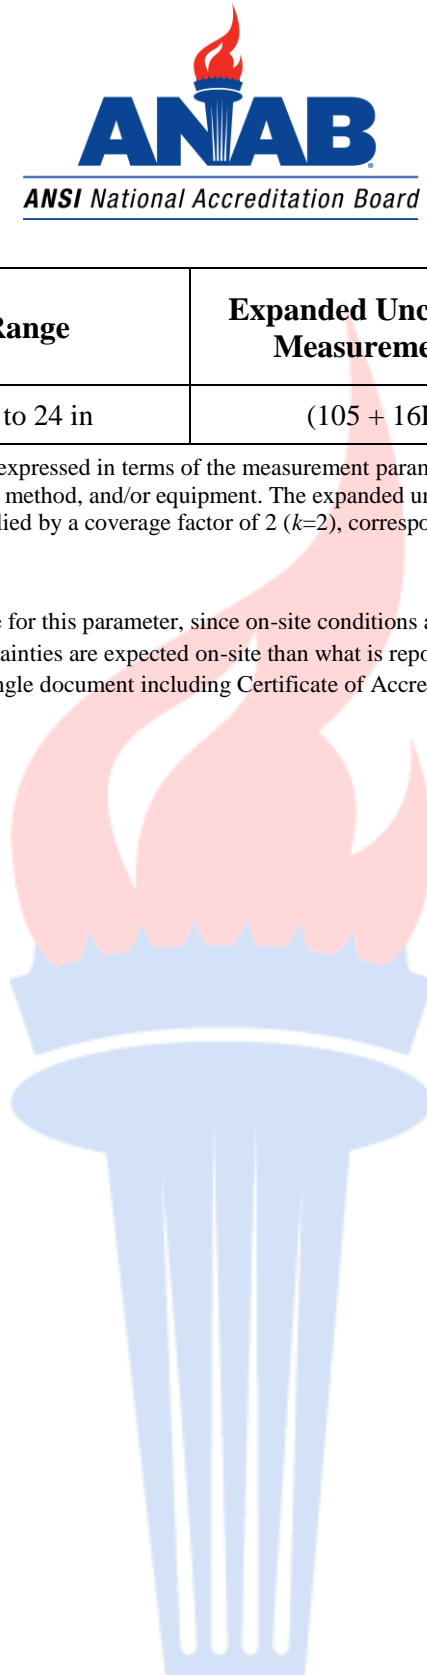 ANAB
ANSI National Accreditation Board
Range
Expanded Unc
Measureme
to 24 in
(105 + 16
expressed in terms of the measurement param
method, and/or equipment. The expanded un
lied by a coverage factor of 2 (k=2), correspo
for this parameter, since on-site conditions a
ainties are expected on-site than what is repo
ngle document including Certificate of Accre